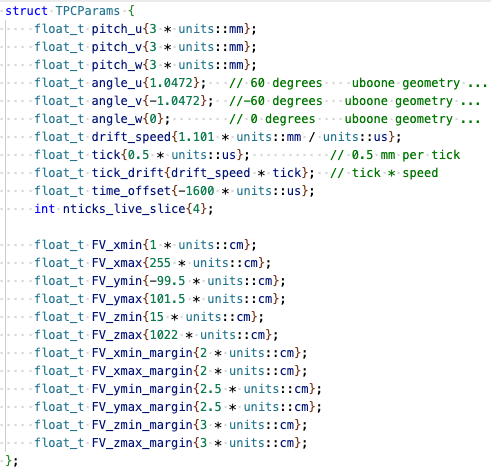 struct TPCParams {
    float_t pitch_u{3 * units::mm};
    float_t pitch_v{3 * units::mm};
    float_t pitch_w{3 * units::mm};
    float_t angle_u{1.0472};   // 60 degrees    uboone geometry ...
    float_t angle_v{-1.0472};  //-60 degrees    uboone geometry ...
    float_t angle_w{0};        // 0 degrees    uboone geometry ...
    float_t drift_speed{1.101 * units::mm / units::us};
    float_t tick{0.5 * units::us};           // 0.5 mm per tick
    float_t tick_drift{drift_speed * tick};  // tick * speed
    float_t time_offset{-1600 * units::us};
    int nticks_live_slice{4};

    float_t FV_xmin{1 * units::cm};
    float_t FV_xmax{255 * units::cm};
    float_t FV_ymin{-99.5 * units::cm};
    float_t FV_ymax{101.5 * units::cm};
    float_t FV_zmin{15 * units::cm};
    float_t FV_zmax{1022 * units::cm};
    float_t FV_xmin_margin{2 * units::cm};
    float_t FV_xmax_margin{2 * units::cm};
    float_t FV_ymin_margin{2.5 * units::cm};
    float_t FV_ymax_margin{2.5 * units::cm};
    float_t FV_zmin_margin{3 * units::cm};
    float_t FV_zmax_margin{3 * units::cm};
};